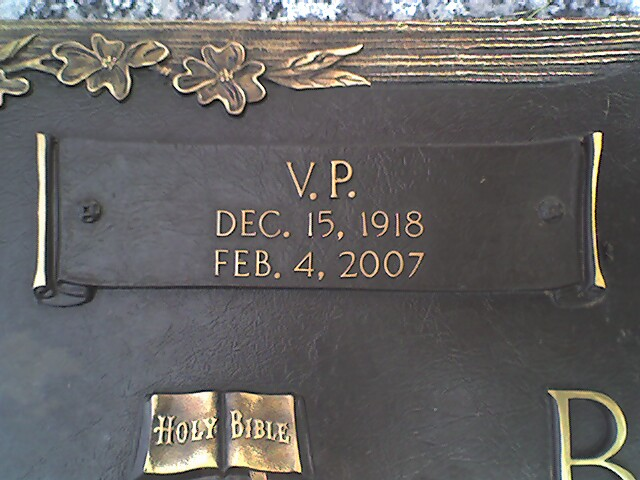 V. P.
DEC. 15, 1918
FEB. 4, 2007
HOLY BIBLE
B